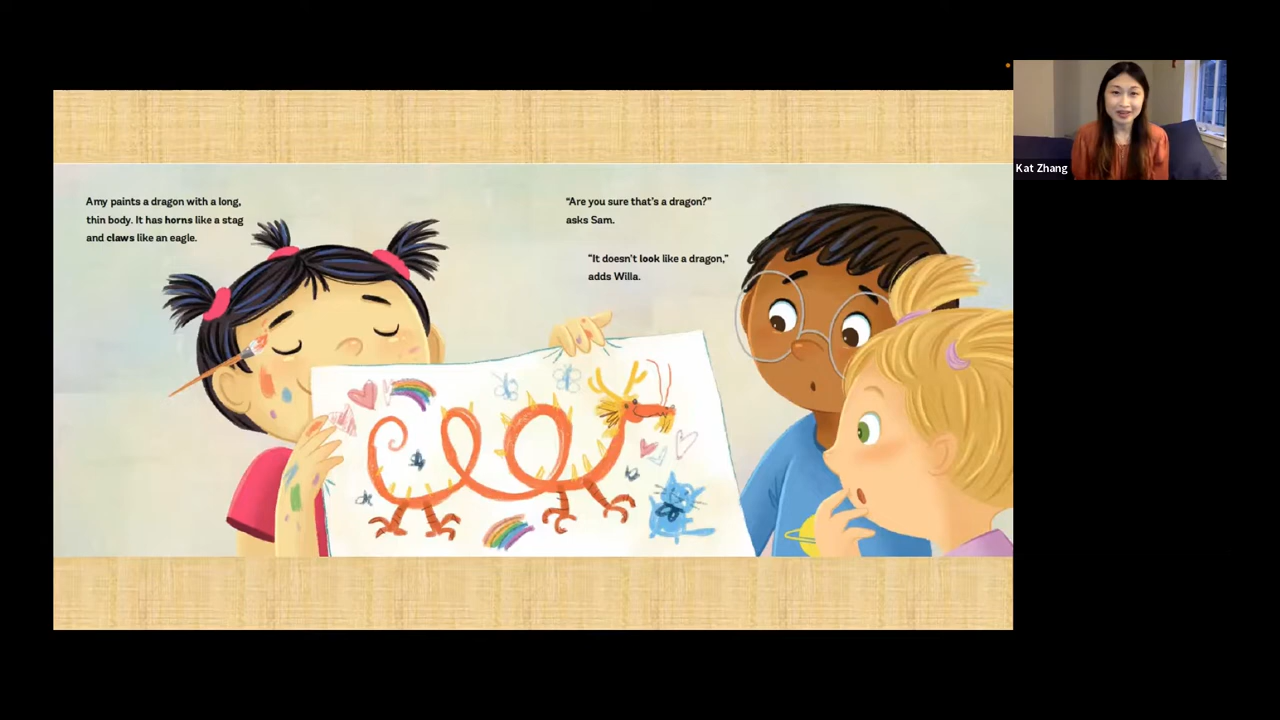 Amy paints a dragon with a long,
thin body. It has horns like a stag
and claws like an eagle.
“Are you sure that’s a dragon?”
asks Sam.
“It doesn’t look like a dragon,”
adds Willa.
Kat Zhang